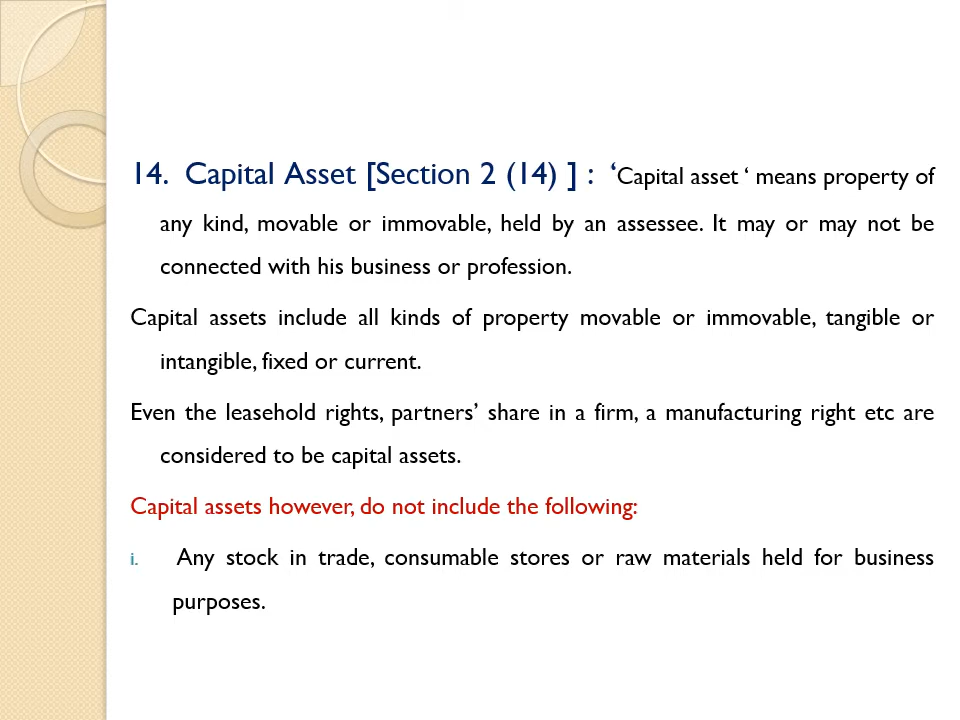 14. Capital Asset [Section 2 (14) ] : ‘Capital asset ‘ means property of
any kind, movable or immovable, held by an assessee. It may or may not be
connected with his business or profession.
Capital assets include all kinds of property movable or immovable, tangible or
intangible, fixed or current.
Even the leasehold rights, partners’ share in a firm, a manufacturing right etc are
considered to be capital assets.
Capital assets however, do not include the following:
i. Any stock in trade, consumable stores or raw materials held for business
purposes.